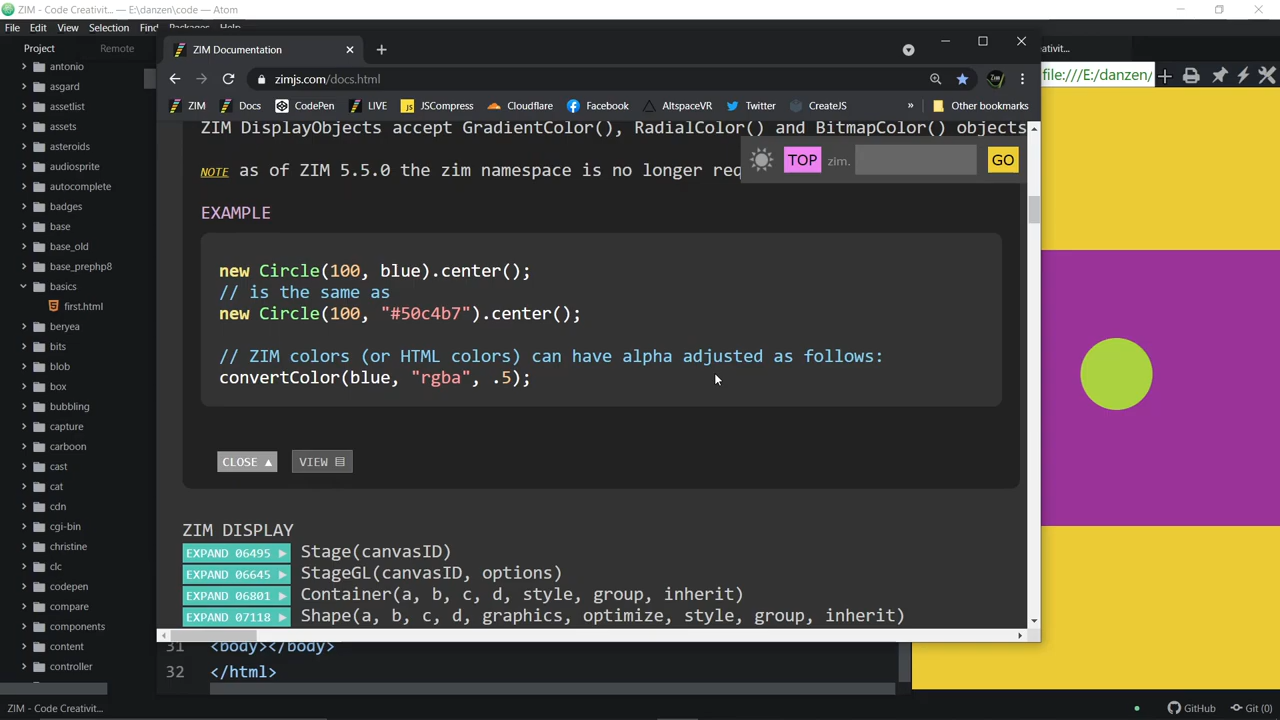 ZIM - Code Creativit... — E:\danzen\code — Atom
File Edit View Selection Find Packages Help
Project Remote
antonio
asgard
assetlist
assets
asteroids
audiosprite
autocomplete
badges
base
base_old
base_prephp8
basics
first.html
beryea
bits
blob
box
bubbling
capture
carboon
cast
cat
cdn
cgi-bin
christine
clc
codepen
compare
components
content
controller
ZIM Documentation
zimjs.com/docs.html
ZIM Docs CodePen LIVE JSCompress Cloudflare Facebook AltspaceVR Twitter CreateJS » Other bookmarks
ZIM DisplayObjects accept GradientColor(), RadialColor() and BitmapColor() objects
TOP zim. GO
NOTE as of ZIM 5.5.0 the zim namespace is no longer req
EXAMPLE
new Circle(100, blue).center();
// is the same as
new Circle(100, "#50c4b7").center();
// ZIM colors (or HTML colors) can have alpha adjusted as follows:
convertColor(blue, "rgba", .5);
CLOSE ▲ VIEW
ZIM DISPLAY
EXPAND 06495 ▶ Stage(canvasID)
EXPAND 06645 ▶ StageGL(canvasID, options)
EXPAND 06801 ▶ Container(a, b, c, d, style, group, inherit)
EXPAND 07118 ▶ Shape(a, b, c, d, graphics, optimize, style, group, inherit)
31 <body></body>
32 </html>
eativit...
file:///E:/danzen/
ZIM - Code Creativit...
GitHub Git (0)